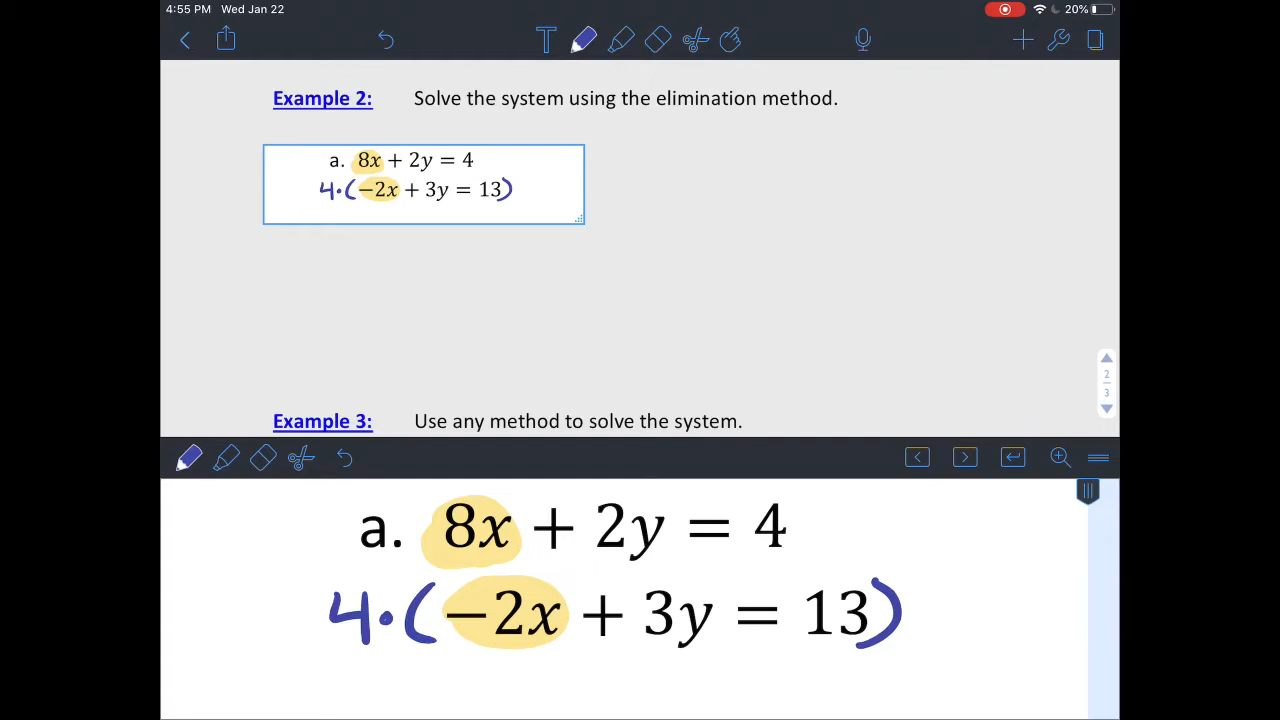 4:55 PM Wed Jan 22 20%
T
Example 2: Solve the system using the elimination method.
a. 8x + 2y = 4
4·(−2x + 3y = 13)
2
3
Example 3: Use any method to solve the system.
a. 8x + 2y = 4
4·(−2x + 3y = 13)